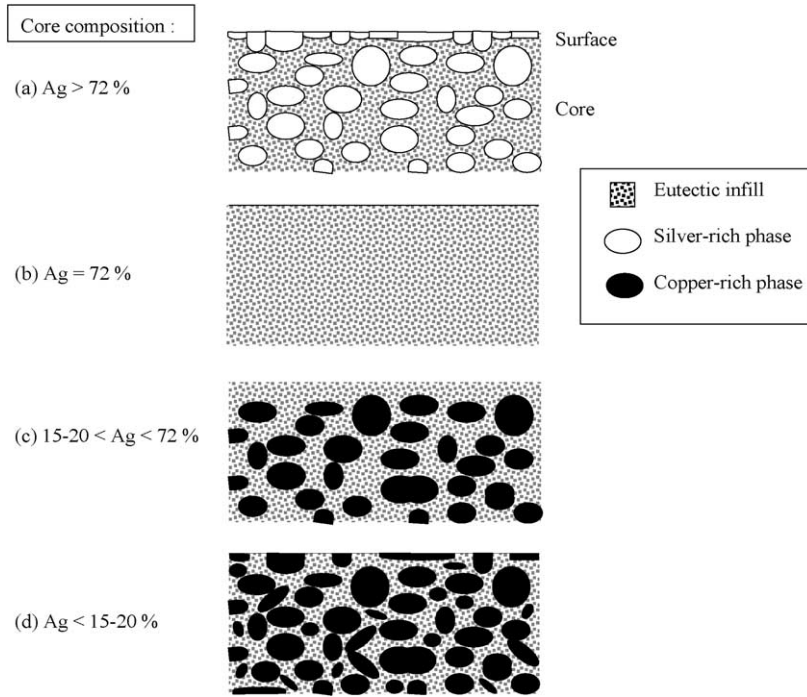 Core composition :
Surface
(a) Ag > 72 %
Core
Eutectic infill
Silver-rich phase
(b) Ag = 72 %
Copper-rich phase
(c) 15-20 < Ag < 72 %
(d) Ag < 15-20 %